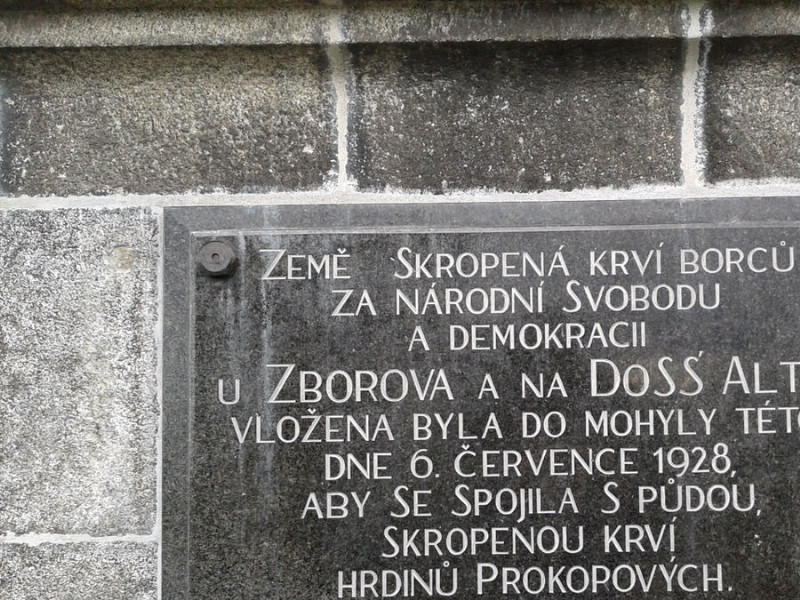 ZEMĚ SKROPENÁ KRVÍ BORCŮ
ZA NÁRODNÍ SVOBODU
A DEMOKRACII
U ZBOROVA A NA DOSS´ ALT
VLOŽENA BYLA DO MOHYLY TÉTO
DNE 6. ČERVENCE 1928,
ABY SE SPOJILA S PŮDOU,
SKROPENOU KRVÍ
HRDINŮ PROKOPOVÝCH.